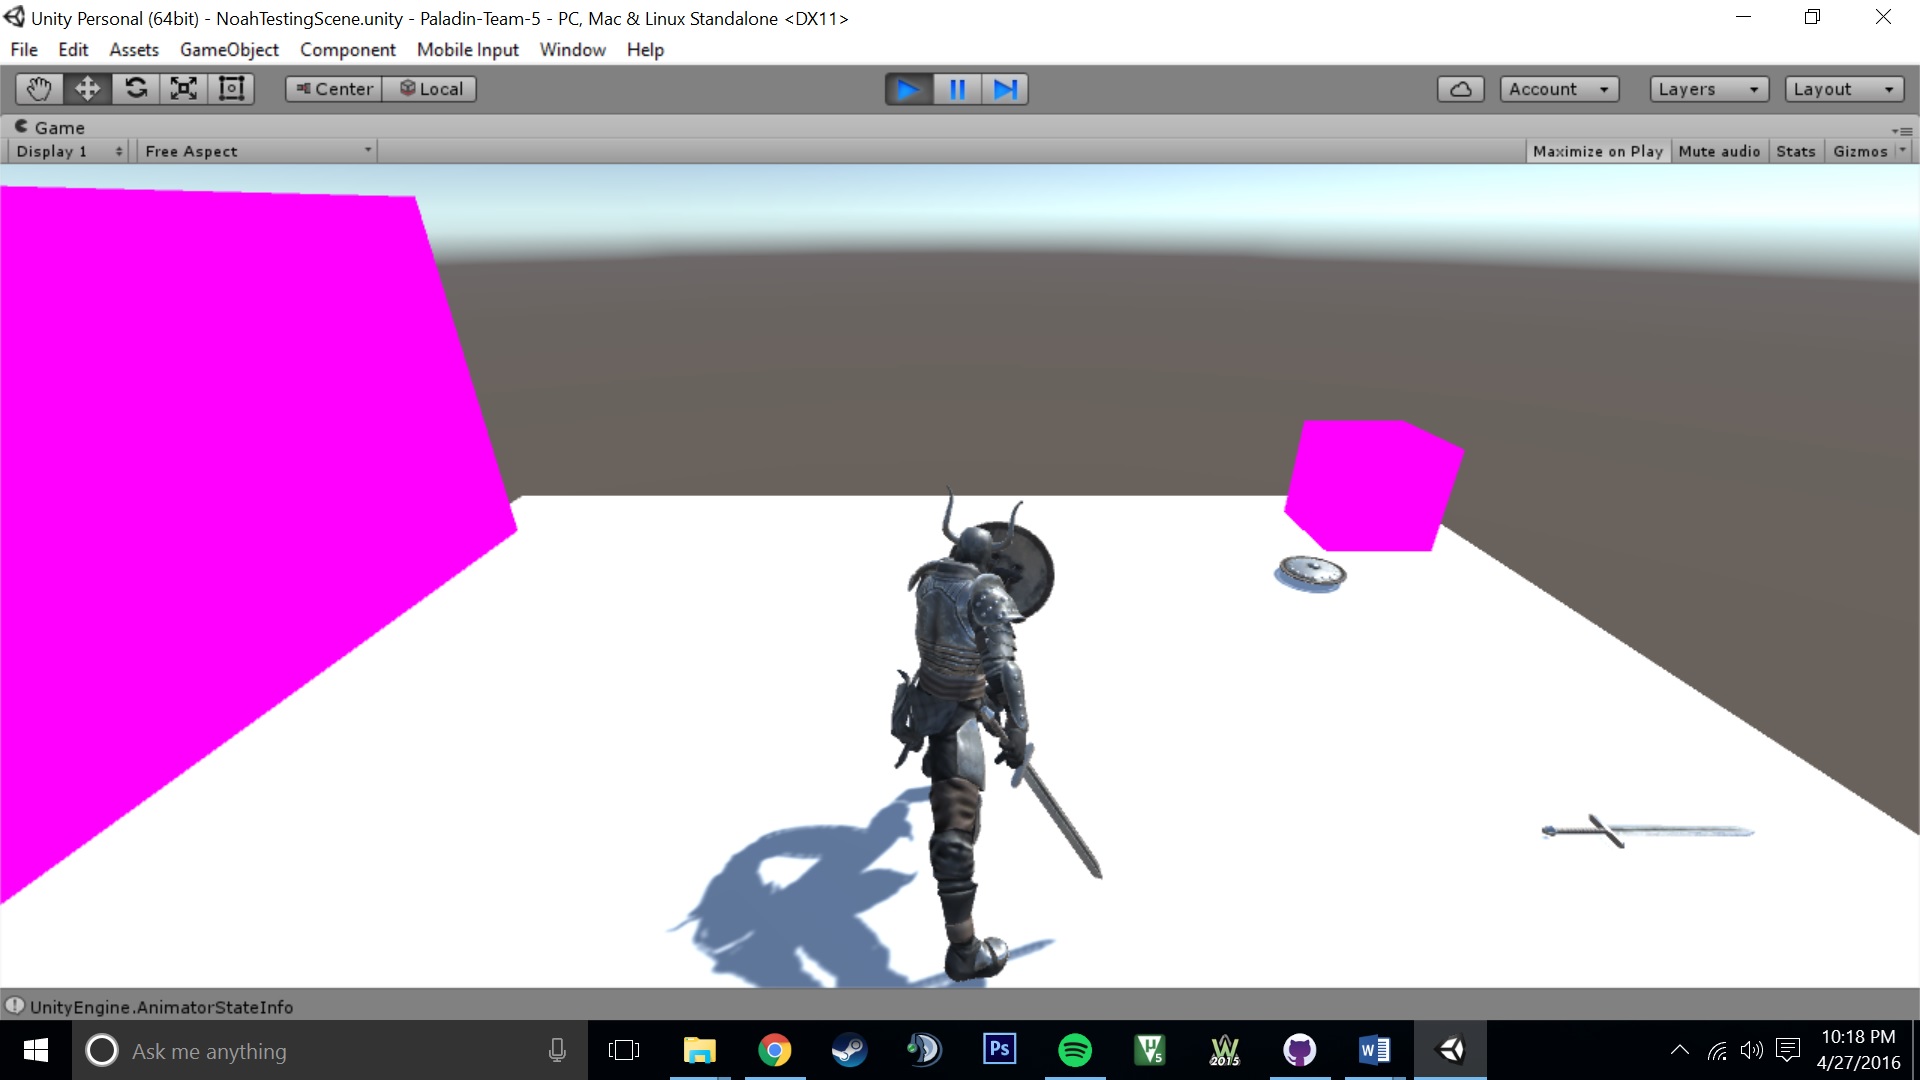 Unity Personal (64bit) - NoahTestingScene.unity - Paladin-Team-5 - PC, Mac & Linux Standalone <DX11>
File Edit Assets GameObject Component Mobile Input Window Help
Center Local Account Layers Layout
Game
Display 1 Free Aspect Maximize on Play Mute audio Stats Gizmos
UnityEngine.AnimatorStateInfo
Ask me anything
Ps
5
W
2015
W
10:18 PM
4/27/2016